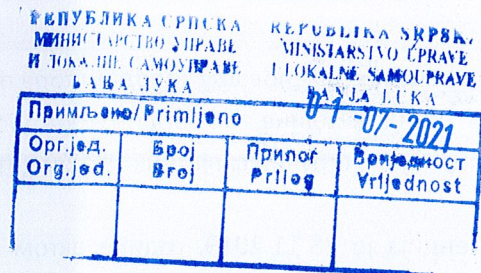 РЕПУБЛИКА СРПСКА REPUBLIKA SRPSKA
МИНИСТАРСТВО УПРАВЕ MINISTARSTVO UPRAVE
И ЛОКАЛНЕ САМОУПРАВЕ I LOKALNE SAMOUPRAVE
БАЊА ЛУКА BANJA LUKA
Примљено/Primljeno 01-07-2021
Орг.јед. Број Прилог Вриједност
Org.jed. Broj Prilog Vrijednost